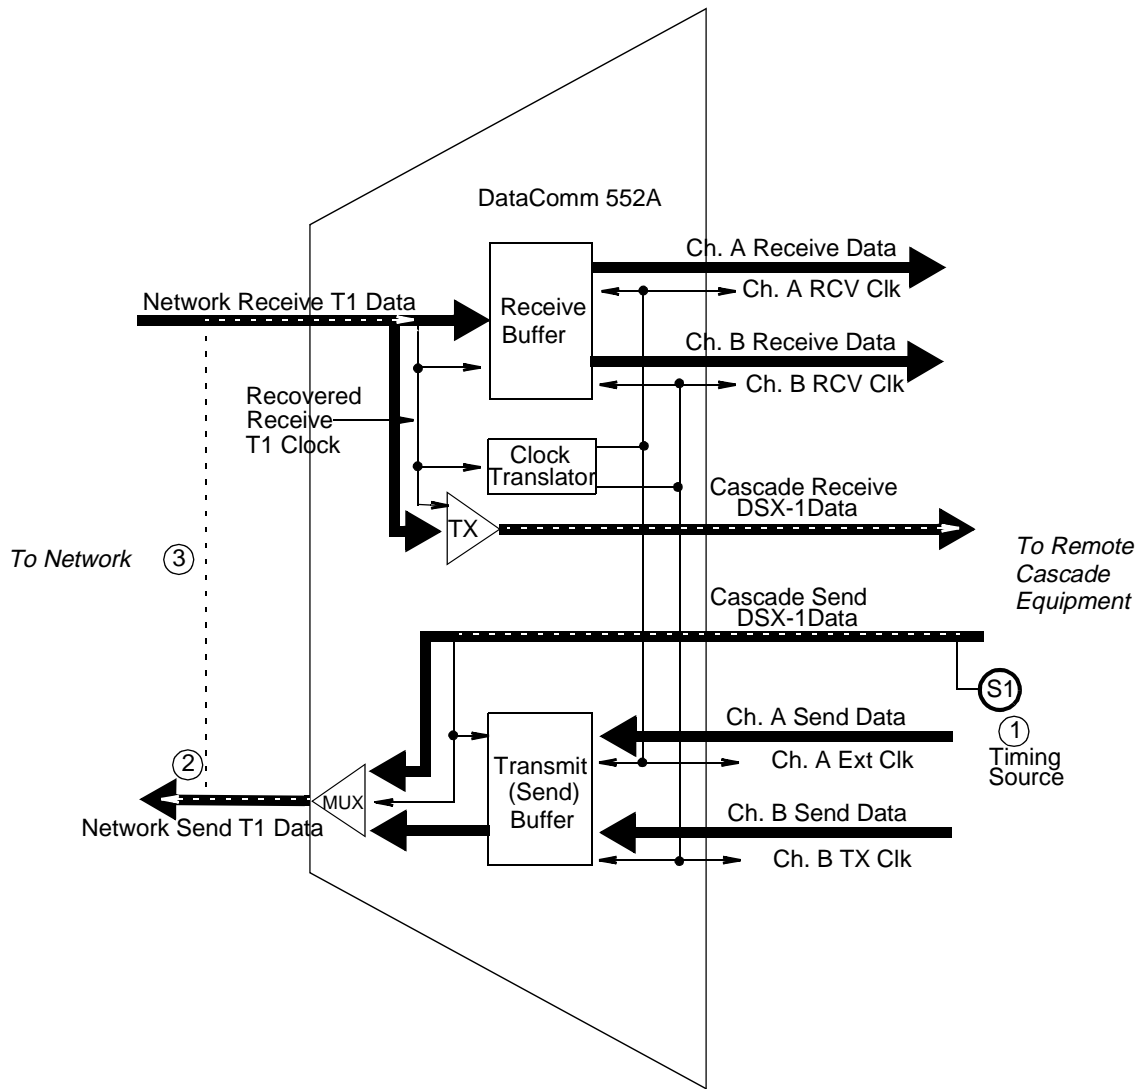 DataComm 552A
Ch. A Receive Data
Ch. A RCV Clk
Network Receive T1 Data
Receive
Buffer
Ch. B Receive Data
Ch. B RCV Clk
Recovered
Receive
T1 Clock
Clock
Translator
Cascade Receive
DSX-1Data
TX
To Network
3
To Remote
Cascade
Equipment
Cascade Send
DSX-1Data
S1
1
Timing
Source
Ch. A Send Data
Ch. A Ext Clk
Transmit
(Send)
Buffer
2
MUX
Network Send T1 Data
Ch. B Send Data
Ch. B TX Clk